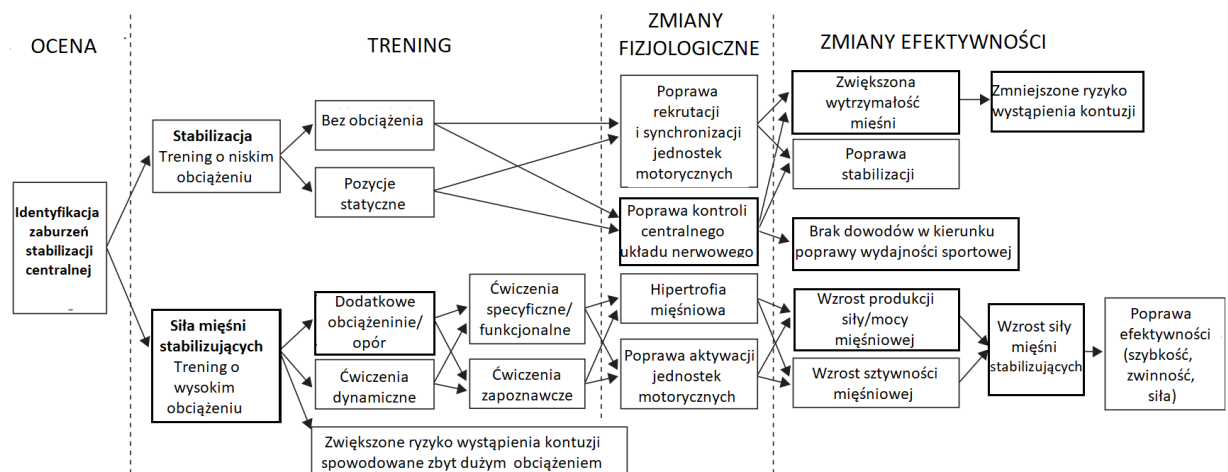 OCENA
TRENING
ZMIANY
FIZJOLOGICZNE
ZMIANY EFEKTYWNOŚCI
Identyfikacja
zaburzeń
stabilizacji
centralnej
Stabilizacja
Trening o niskim
obciążeniu
Siła mięśni
stabilizujących
Trening o
wysokim
obciążeniu
Bez obciążenia
Pozycje
statyczne
Dodatkowe
obciążeninie/
opór
Ćwiczenia
dynamiczne
Ćwiczenia
specyficzne/
funkcjonalne
Ćwiczenia
zapoznawcze
Zwiększone ryzyko wystąpienia kontuzji
spowodowane zbyt dużym obciążeniem
Poprawa
rekrutacji
i synchronizacji
jednostek
motorycznych
Poprawa kontroli
centralnego
układu nerwowego
Hipertrofia
mięśniowa
Poprawa aktywacji
jednostek
motorycznych
Zwiększona
wytrzymałość
mięśni
Zmniejszone ryzyko
wystąpienia kontuzji
Poprawa
stabilizacji
Brak dowodów w kierunku
poprawy wydajności sportowej
Wzrost produkcji
siły/mocy
mięśniowej
Wzrost sztywności
mięśniowej
Wzrost siły
mięśni
stabilizujących
Poprawa
efektywności
(szybkość,
zwinność,
siła)